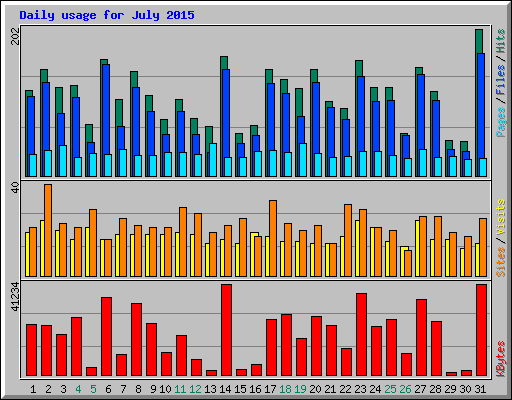 Daily usage for July 2015
202
Pages/Files/Hits
40
Sites/Visits
41234
KBytes
1 2 3 4 5 6 7 8 9 10 11 12 13 14 15 16 17 18 19 20 21 22 23 24 25 26 27 28 29 30 31